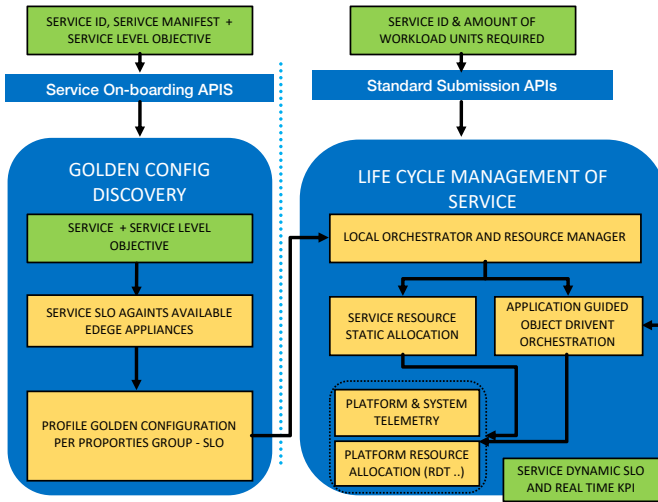 SERVICE ID, SERIVCE MANIFEST +
SERVICE LEVEL OBJECTIVE
Service On-boarding APIS
GOLDEN CONFIG
DISCOVERY
SERVICE + SERVICE LEVEL
OBJECTIVE
SERVICE SLO AGAINTS AVAILABLE
EDEGE APPLIANCES
PROFILE GOLDEN CONFIGURATION
PER PROPERTIES GROUP - SLO
SERVICE ID & AMOUNT OF
WORKLOAD UNITS REQUIRED
Standard Submission APIs
LIFE CYCLE MANAGEMENT OF
SERVICE
LOCAL ORCHESTRATOR AND RESOURCE MANAGER
SERVICE RESOURCE
STATIC ALLOCATION
APPLICATION GUIDED
OBJECT DRIVENT
ORCHESTRATION
PLATFORM & SYSTEM
TELEMETRY
PLATFORM RESOURCE
ALLOCATION (RDT ..)
SERVICE DYNAMIC SLO
AND REAL TIME KPI